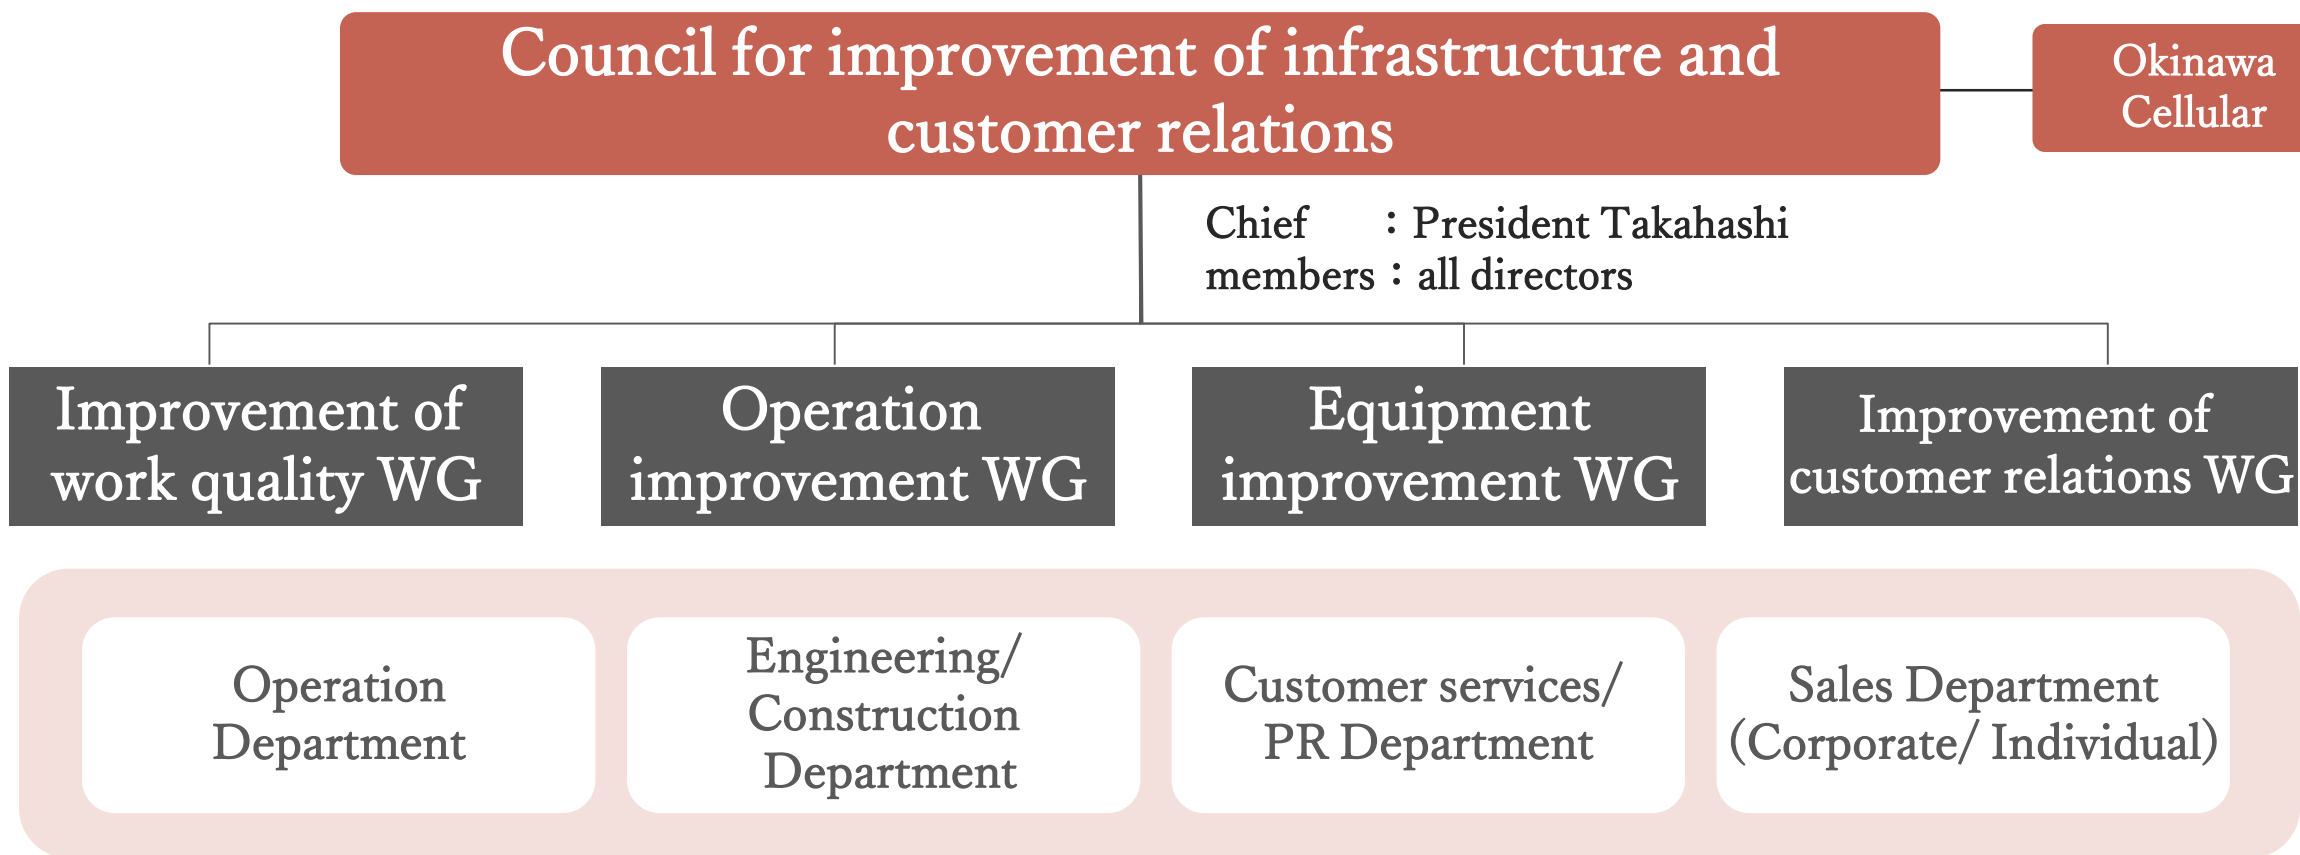 Council for improvement of infrastructure and
customer relations
Okinawa
Cellular
Chief ：President Takahashi
members：all directors
Improvement of
work quality WG
Operation
improvement WG
Equipment
improvement WG
Improvement of
customer relations WG
Operation
Department
Engineering/
Construction
Department
Customer services/
PR Department
Sales Department
(Corporate/ Individual)